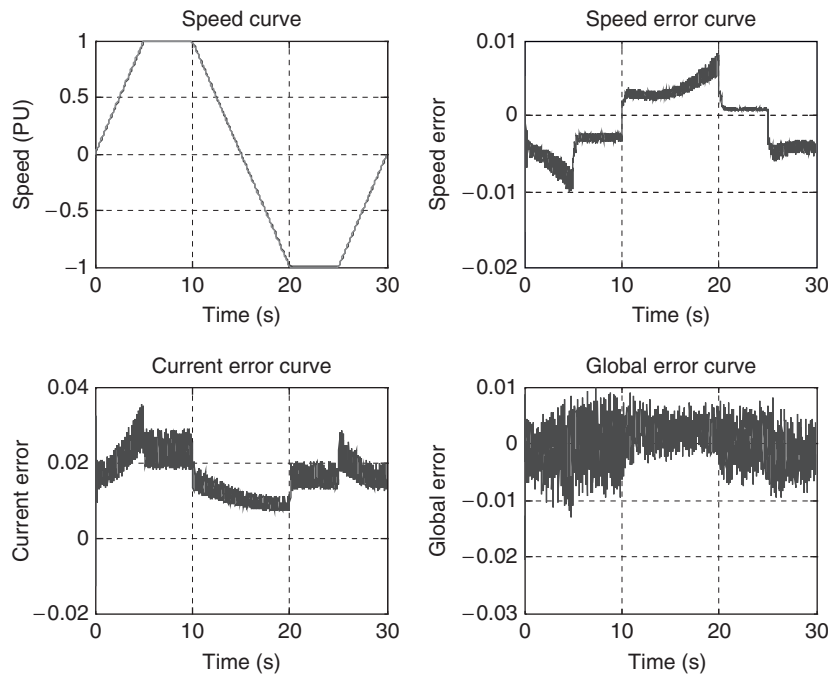 Speed curve
1
0.5
0
−0.5
−1
Speed (PU)
0 10 20 30
Time (s)
Speed error curve
0.01
0
−0.01
−0.02
Speed error
0 10 20 30
Time (s)
Current error curve
0.04
0.02
0
−0.02
Current error
0 10 20 30
Time (s)
Global error curve
0.01
0
−0.01
−0.02
−0.03
Global error
0 10 20 30
Time (s)